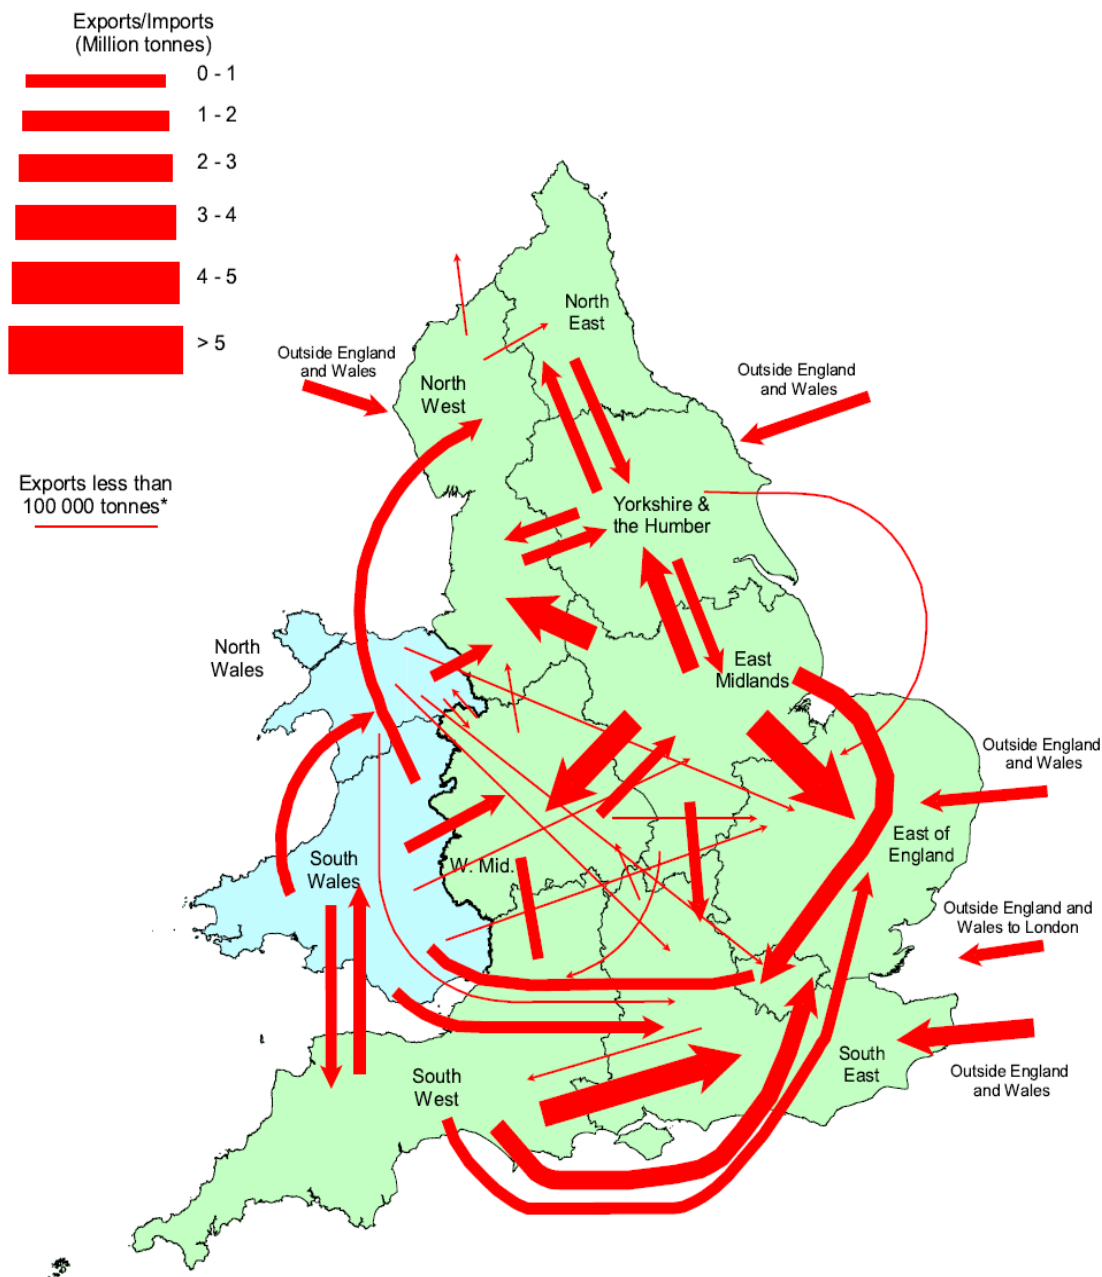 Exports/Imports
(Million tonnes)
0 - 1
1 - 2
2 - 3
3 - 4
4 - 5
> 5
Exports less than
100 000 tonnes*
North
East
Outside England
and Wales
North
West
Outside England
and Wales
Yorkshire &
the Humber
North
Wales
East
Midlands
Outside England
and Wales
East of
England
South
Wales
W. Mid.
Outside England and
Wales to London
South
West
South
East
Outside England
and Wales